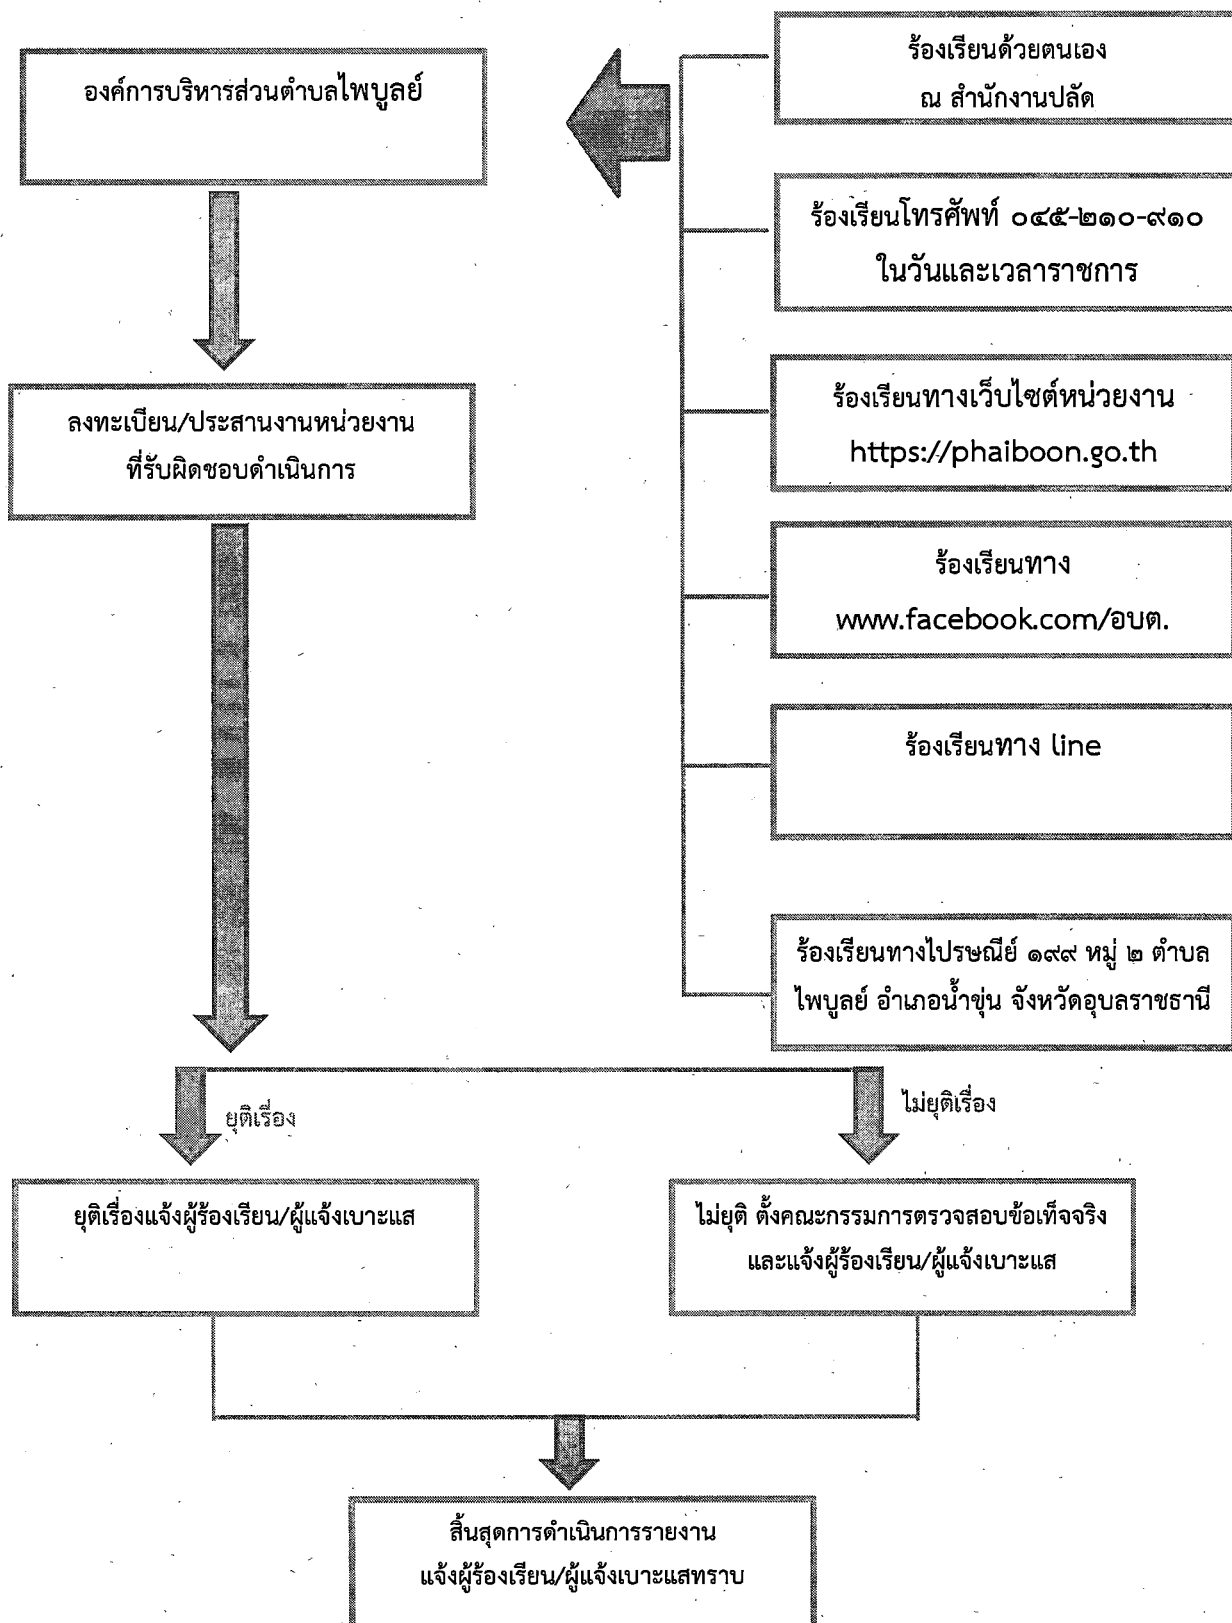 องค์การบริหารส่วนตำบลไพบูลย์
ร้องเรียนด้วยตนเอง
ณ สำนักงานปลัด
ร้องเรียนโทรศัพท์ ๐๔๕-๒๑๐-๙๑๐
ในวันและเวลาราชการ
ร้องเรียนทางเว็บไซต์หน่วยงาน
https://phaiboon.go.th
ร้องเรียนทาง
www.facebook.com/อบต.
ร้องเรียนทาง line
ร้องเรียนทางไปรษณีย์ ๑๙๙ หมู่ ๒ ตำบล
ไพบูลย์ อำเภอน้ำขุ่น จังหวัดอุบลราชธานี
ลงทะเบียน/ประสานงานหน่วยงาน
ที่รับผิดชอบดำเนินการ
ยุติเรื่อง
ไม่ยุติเรื่อง
ยุติเรื่องแจ้งผู้ร้องเรียน/ผู้แจ้งเบาะแส
ไม่ยุติ ตั้งคณะกรรมการตรวจสอบข้อเท็จจริง
และแจ้งผู้ร้องเรียน/ผู้แจ้งเบาะแส
สิ้นสุดการดำเนินการรายงาน
แจ้งผู้ร้องเรียน/ผู้แจ้งเบาะแสทราบ